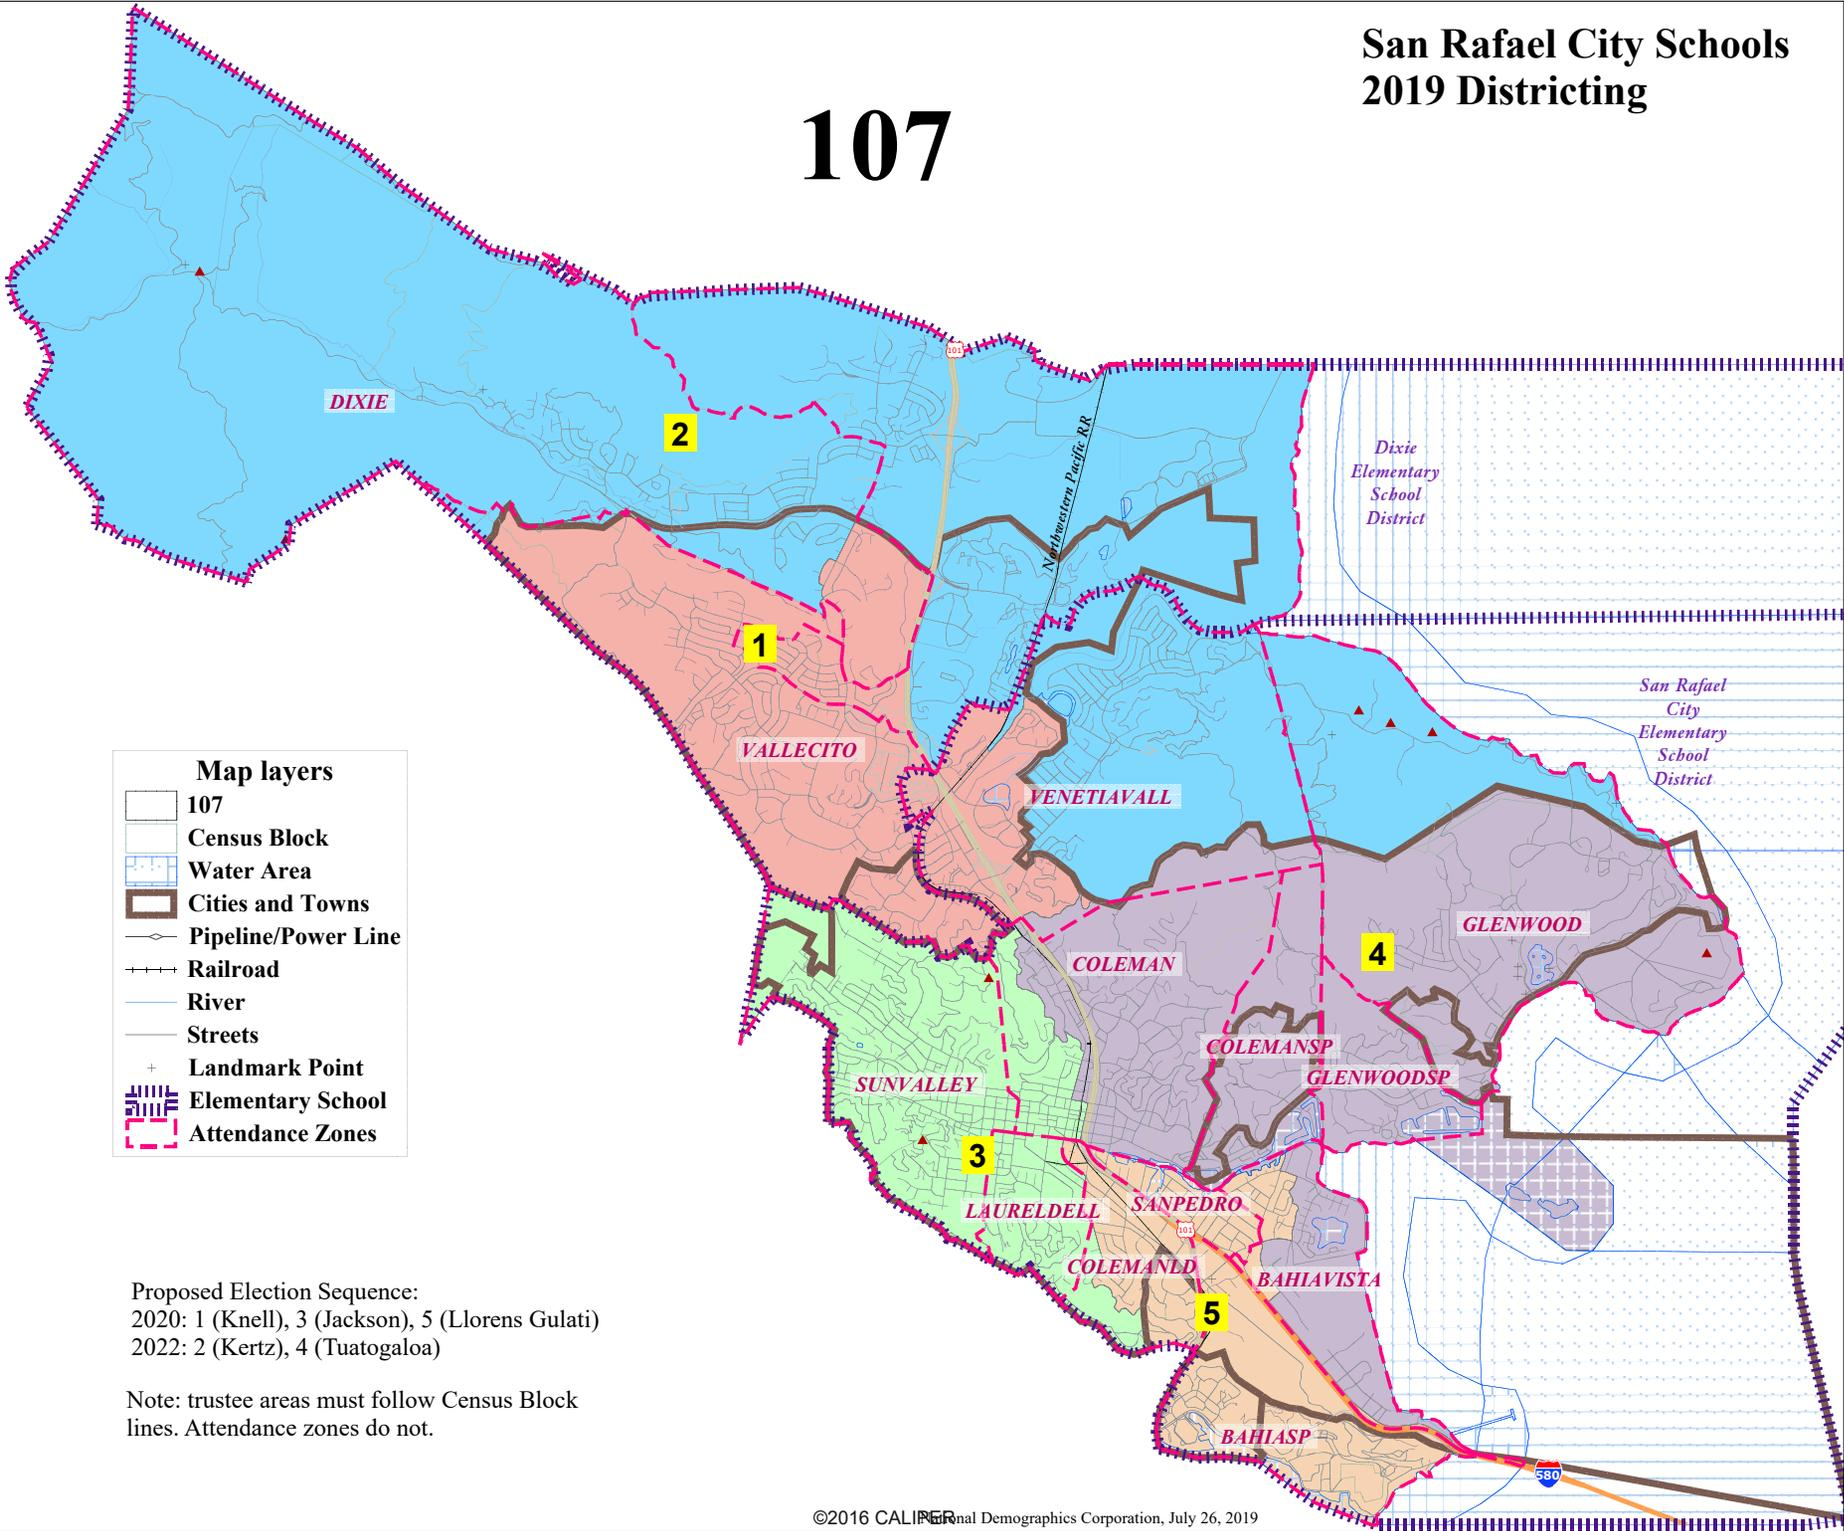 San Rafael City Schools
2019 Districting
107
101
DIXIE
2
Northwestern Pacific RR
Dixie
Elementary
School
District
1
San Rafael
City
Elementary
School
District
VALLECITO
VENETIAVALL
Map layers
107
Census Block
Water Area
Cities and Towns
Pipeline/Power Line
Railroad
River
Streets
Landmark Point
Elementary School
Attendance Zones
GLENWOOD
4
COLEMAN
COLEMANSP
GLENWOODSP
SUNVALLEY
3
LAURELDELL
SANPEDRO
101
COLEMANLD
BAHIAVISTA
5
BAHIASP
580
Proposed Election Sequence:
2020: 1 (Knell), 3 (Jackson), 5 (Llorens Gulati)
2022: 2 (Kertz), 4 (Tuatogaloa)
Note: trustee areas must follow Census Block
lines. Attendance zones do not.
©2016 CALIPER National Demographics Corporation, July 26, 2019